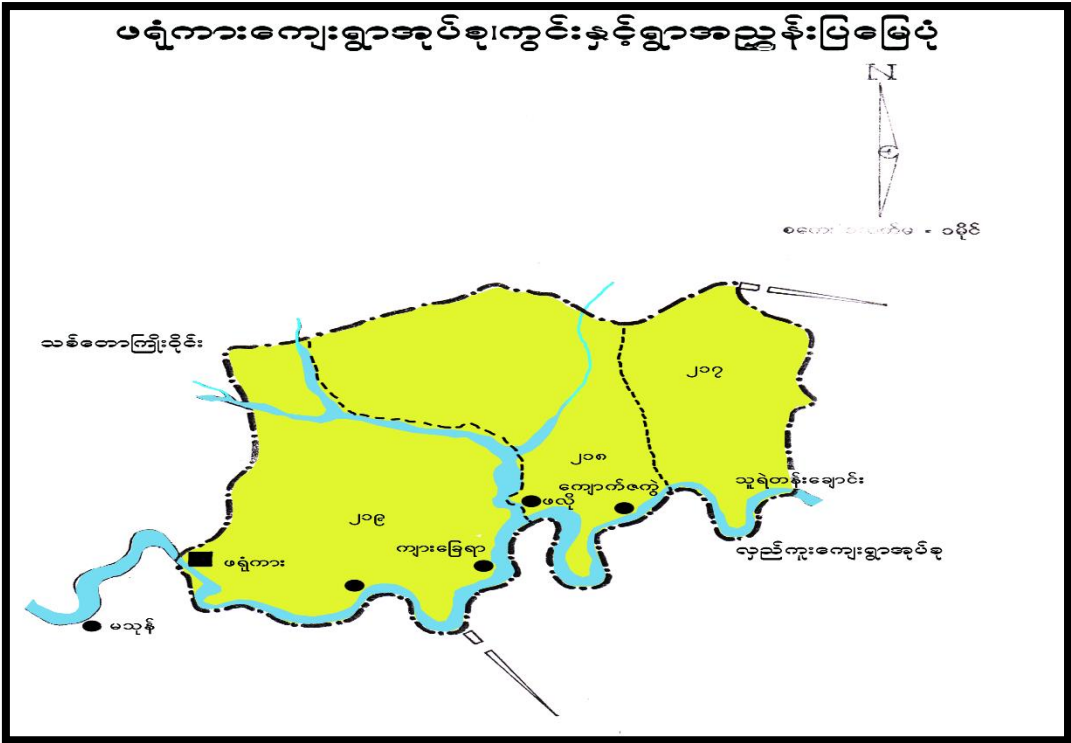 ဖရုံကားကျေးရွာအုပ်စု၊ကွင်းနှင့်ရွာအညွှန်းပြမြေပုံ
N
= ၁မိုင်
သစ်တောကြိုးဝိုင်း
၂၁၇
၂၁၈
ကျောက်ဇကွဲ
သူရဲတန်းချောင်း
ဖလို
၂၁၉
ကျားခြေရာ
လှည်ကူးကျေးရွာအုပ်စု
ဖရုံကား
မသုန်